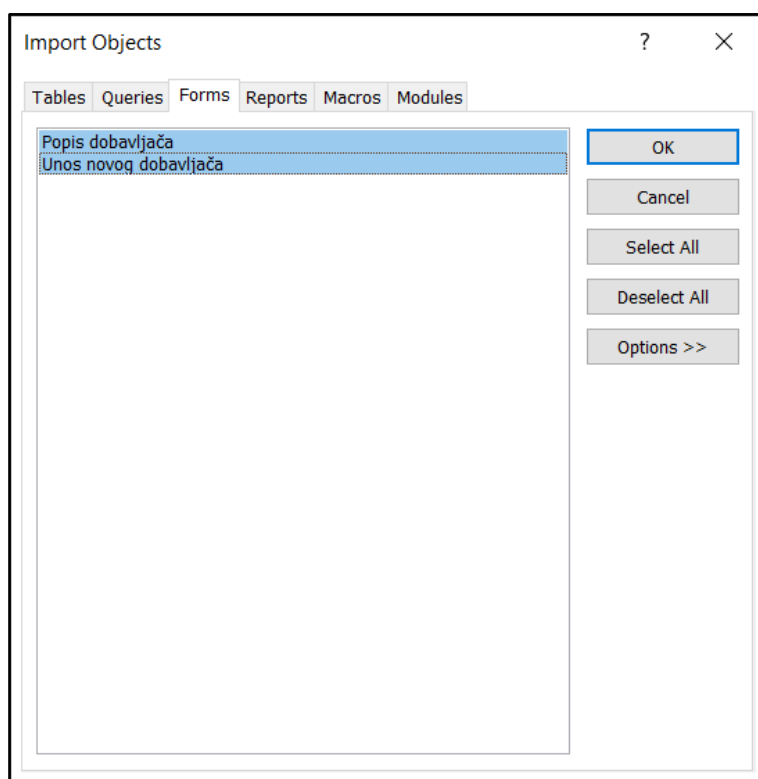 Import Objects
?
Tables Queries Forms Reports Macros Modules
Popis dobavljača
Unos novog dobavljača
OK
Cancel
Select All
Deselect All
Options >>